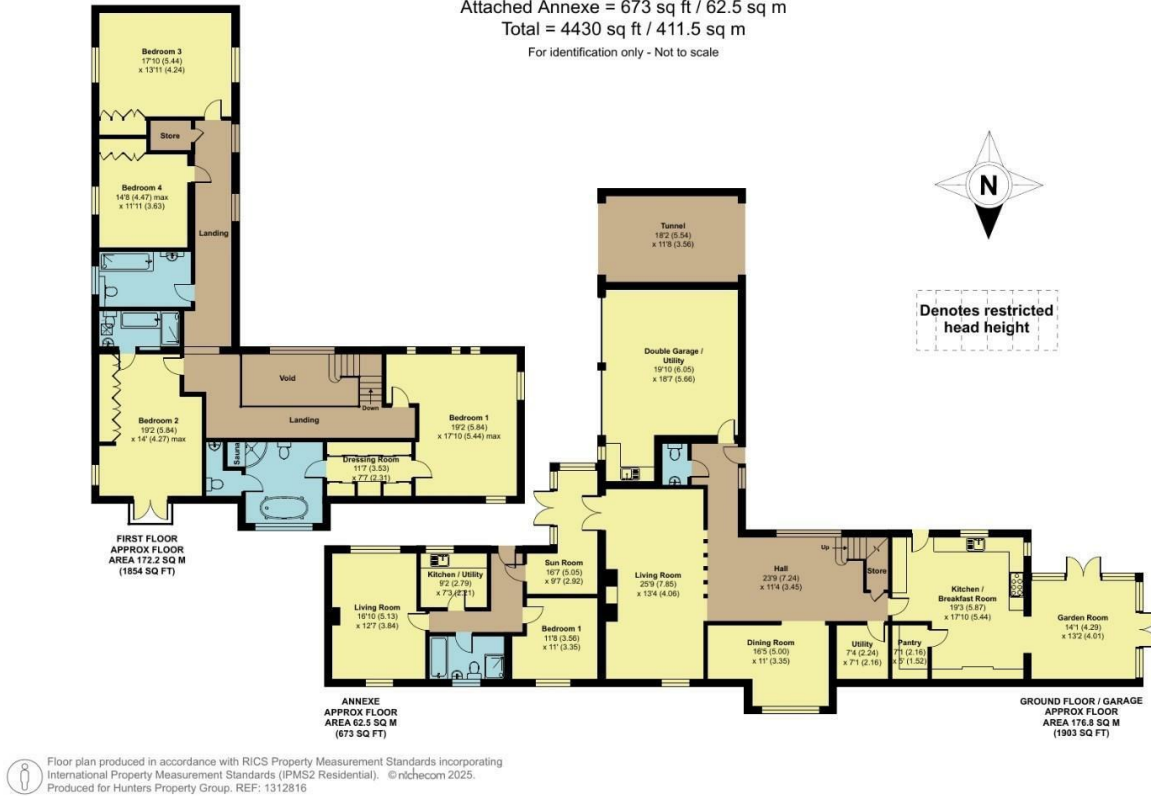 Attached Annexe = 673 sq ft / 62.5 sq m
Total = 4430 sq ft / 411.5 sq m
For identification only - Not to scale
Bedroom 3
17'10 (5.44)
x 13'11 (4.24)
Store
Bedroom 4
14'8 (4.47) max
x 11'11 (3.63)
Landing
Void
Down
Landing
Bedroom 2
19'2 (5.84)
x 14' (4.27) max
Sauna
Dressing Room
11'7 (3.53)
x 7'7 (2.31)
Bedroom 1
19'2 (5.84)
x 17'10 (5.44) max
FIRST FLOOR
APPROX FLOOR
AREA 172.2 SQ M
(1854 SQ FT)
N
Denotes restricted
head height
Tunnel
18'2 (5.54)
x 11'8 (3.56)
Double Garage /
Utility
19'10 (6.05)
x 18'7 (5.66)
Sun Room
16'7 (5.05)
x 9'7 (2.92)
Living Room
25'9 (7.85)
x 13'4 (4.06)
Hall
23'9 (7.24)
x 11'4 (3.45)
Up
Store
Kitchen /
Breakfast Room
19'3 (5.87)
x 17'10 (5.44)
Garden Room
14'1 (4.29)
x 13'2 (4.01)
Dining Room
16'5 (5.00)
x 11' (3.35)
Utility
7'4 (2.24)
x 7'1 (2.16)
Pantry
7'1 (2.16)
x 5' (1.52)
Living Room
16'10 (5.13)
x 12'7 (3.84)
Kitchen / Utility
9'2 (2.79)
x 7'3 (2.21)
Bedroom 1
11'8 (3.56)
x 11' (3.35)
ANNEXE
APPROX FLOOR
AREA 62.5 SQ M
(673 SQ FT)
GROUND FLOOR / GARAGE
APPROX FLOOR
AREA 176.8 SQ M
(1903 SQ FT)
Floor plan produced in accordance with RICS Property Measurement Standards incorporating
International Property Measurement Standards (IPMS2 Residential). © nichecom 2025.
Produced for Hunters Property Group. REF: 1312816